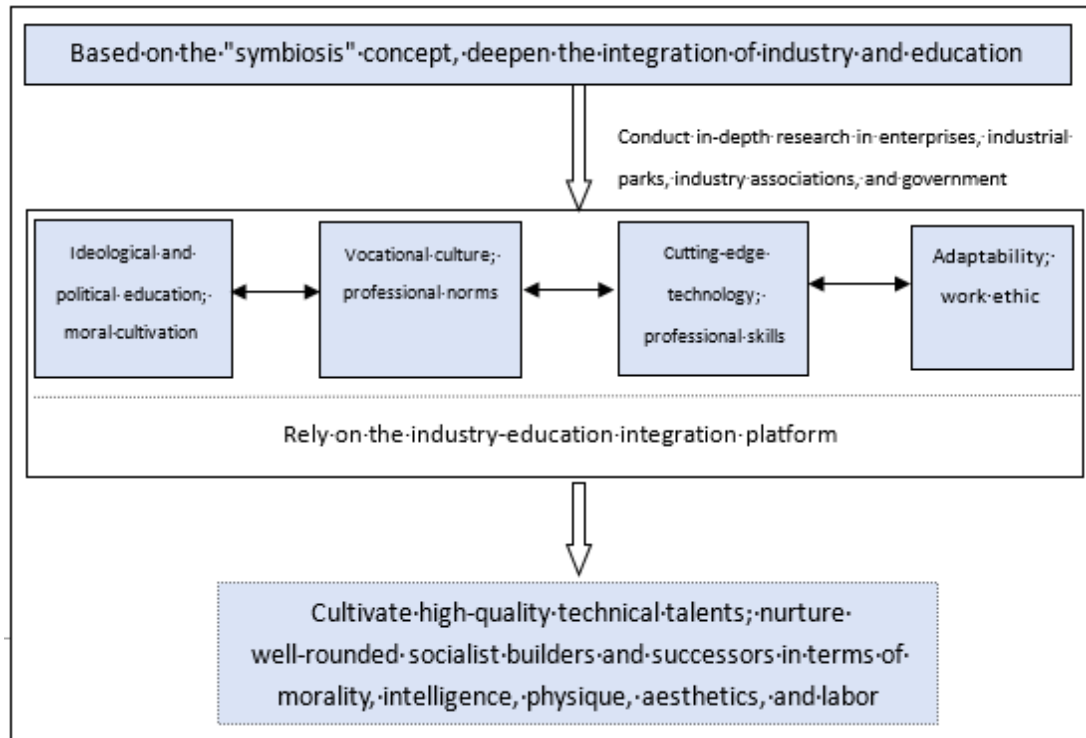 Based on the "symbiosis" concept, deepen the integration of industry and education
Conduct in-depth research in enterprises, industrial
parks, industry associations, and government
Ideological and
political education;
moral cultivation
Vocational culture;
professional norms
Cutting-edge
technology;
professional skills
Adaptability;
work ethic
Rely on the industry-education integration platform
Cultivate high-quality technical talents; nurture
well-rounded socialist builders and successors in terms of
morality, intelligence, physique, aesthetics, and labor